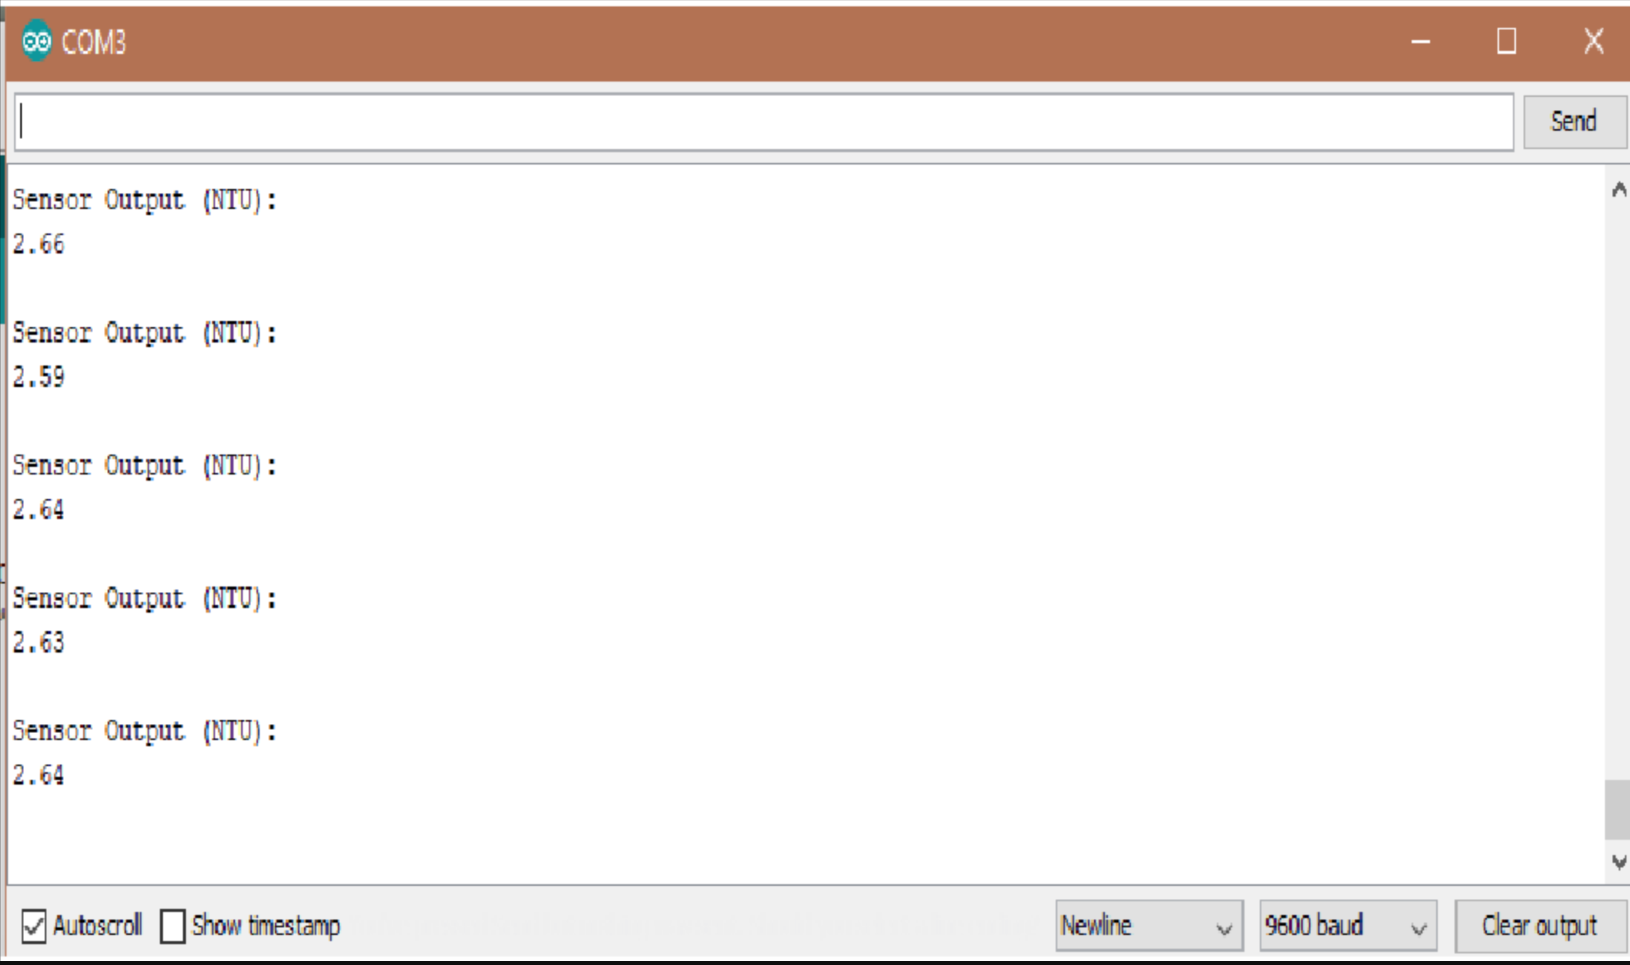 COM3
Send
Sensor Output (NTU):
2.66
Sensor Output (NTU):
2.59
Sensor Output (NTU):
2.64
Sensor Output (NTU):
2.63
Sensor Output (NTU):
2.64
Autoscroll Show timestamp Newline 9600 baud Clear output